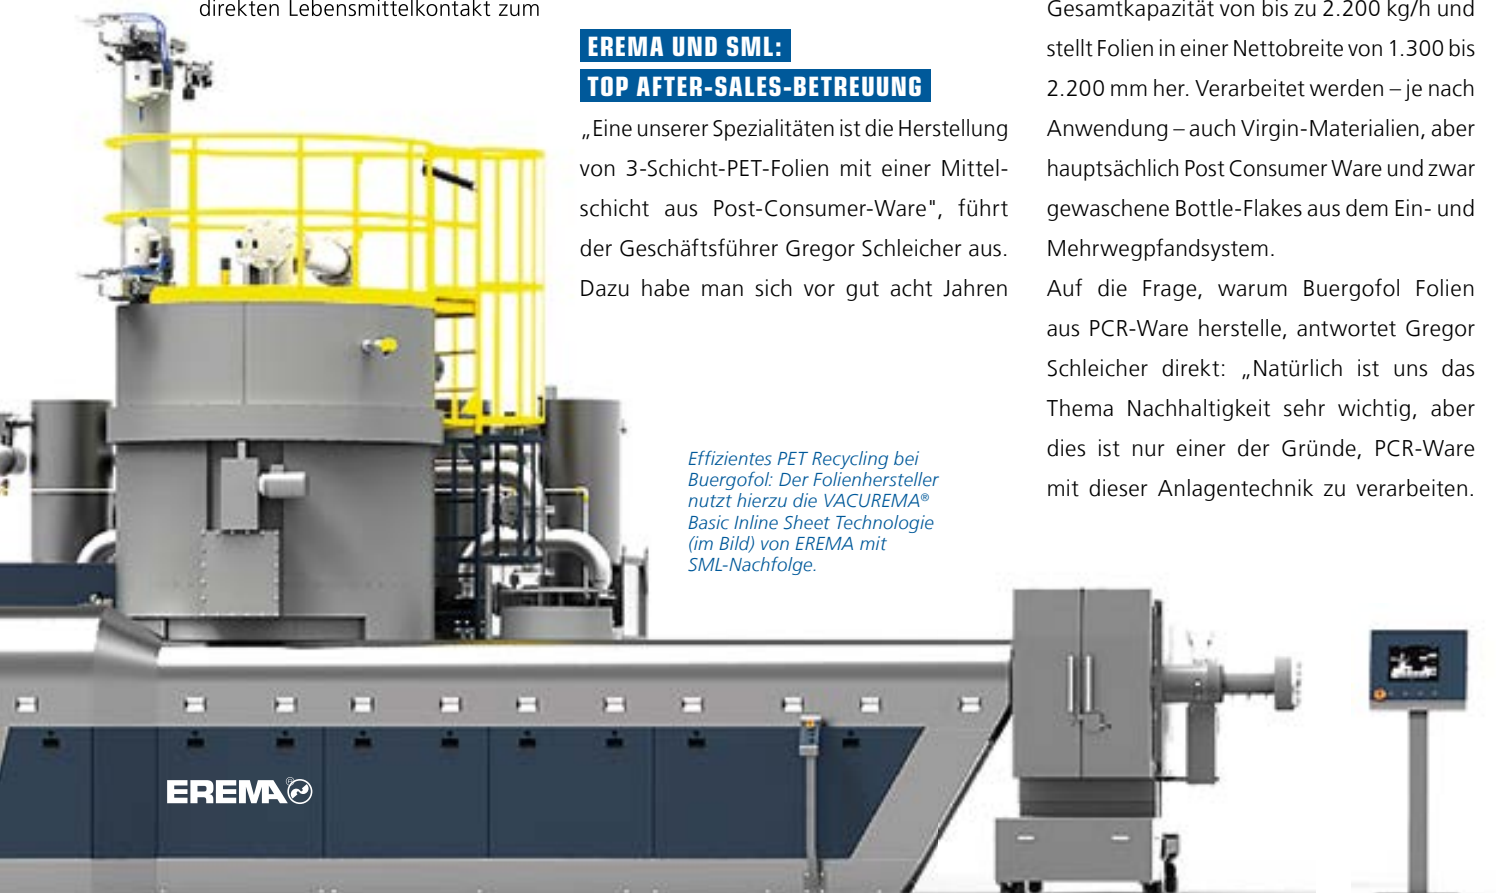 direkten Lebensmittelkontakt zum
EREMA UND SML:
TOP AFTER-SALES-BETREUUNG
„Eine unserer Spezialitäten ist die Herstellung
von 3-Schicht-PET-Folien mit einer Mittel-
schicht aus Post-Consumer-Ware", führt
der Geschäftsführer Gregor Schleicher aus.
Dazu habe man sich vor gut acht Jahren
Effizientes PET Recycling bei
Buergofol: Der Folienhersteller
nutzt hierzu die VACUREMA®
Basic Inline Sheet Technologie
(im Bild) von EREMA mit
SML-Nachfolge.
Gesamtkapazität von bis zu 2.200 kg/h und
stellt Folien in einer Nettobreite von 1.300 bis
2.200 mm her. Verarbeitet werden – je nach
Anwendung – auch Virgin-Materialien, aber
hauptsächlich Post Consumer Ware und zwar
gewaschene Bottle-Flakes aus dem Ein- und
Mehrwegpfandsystem.
Auf die Frage, warum Buergofol Folien
aus PCR-Ware herstelle, antwortet Gregor
Schleicher direkt: „Natürlich ist uns das
Thema Nachhaltigkeit sehr wichtig, aber
dies ist nur einer der Gründe, PCR-Ware
mit dieser Anlagentechnik zu verarbeiten.
EREMA®